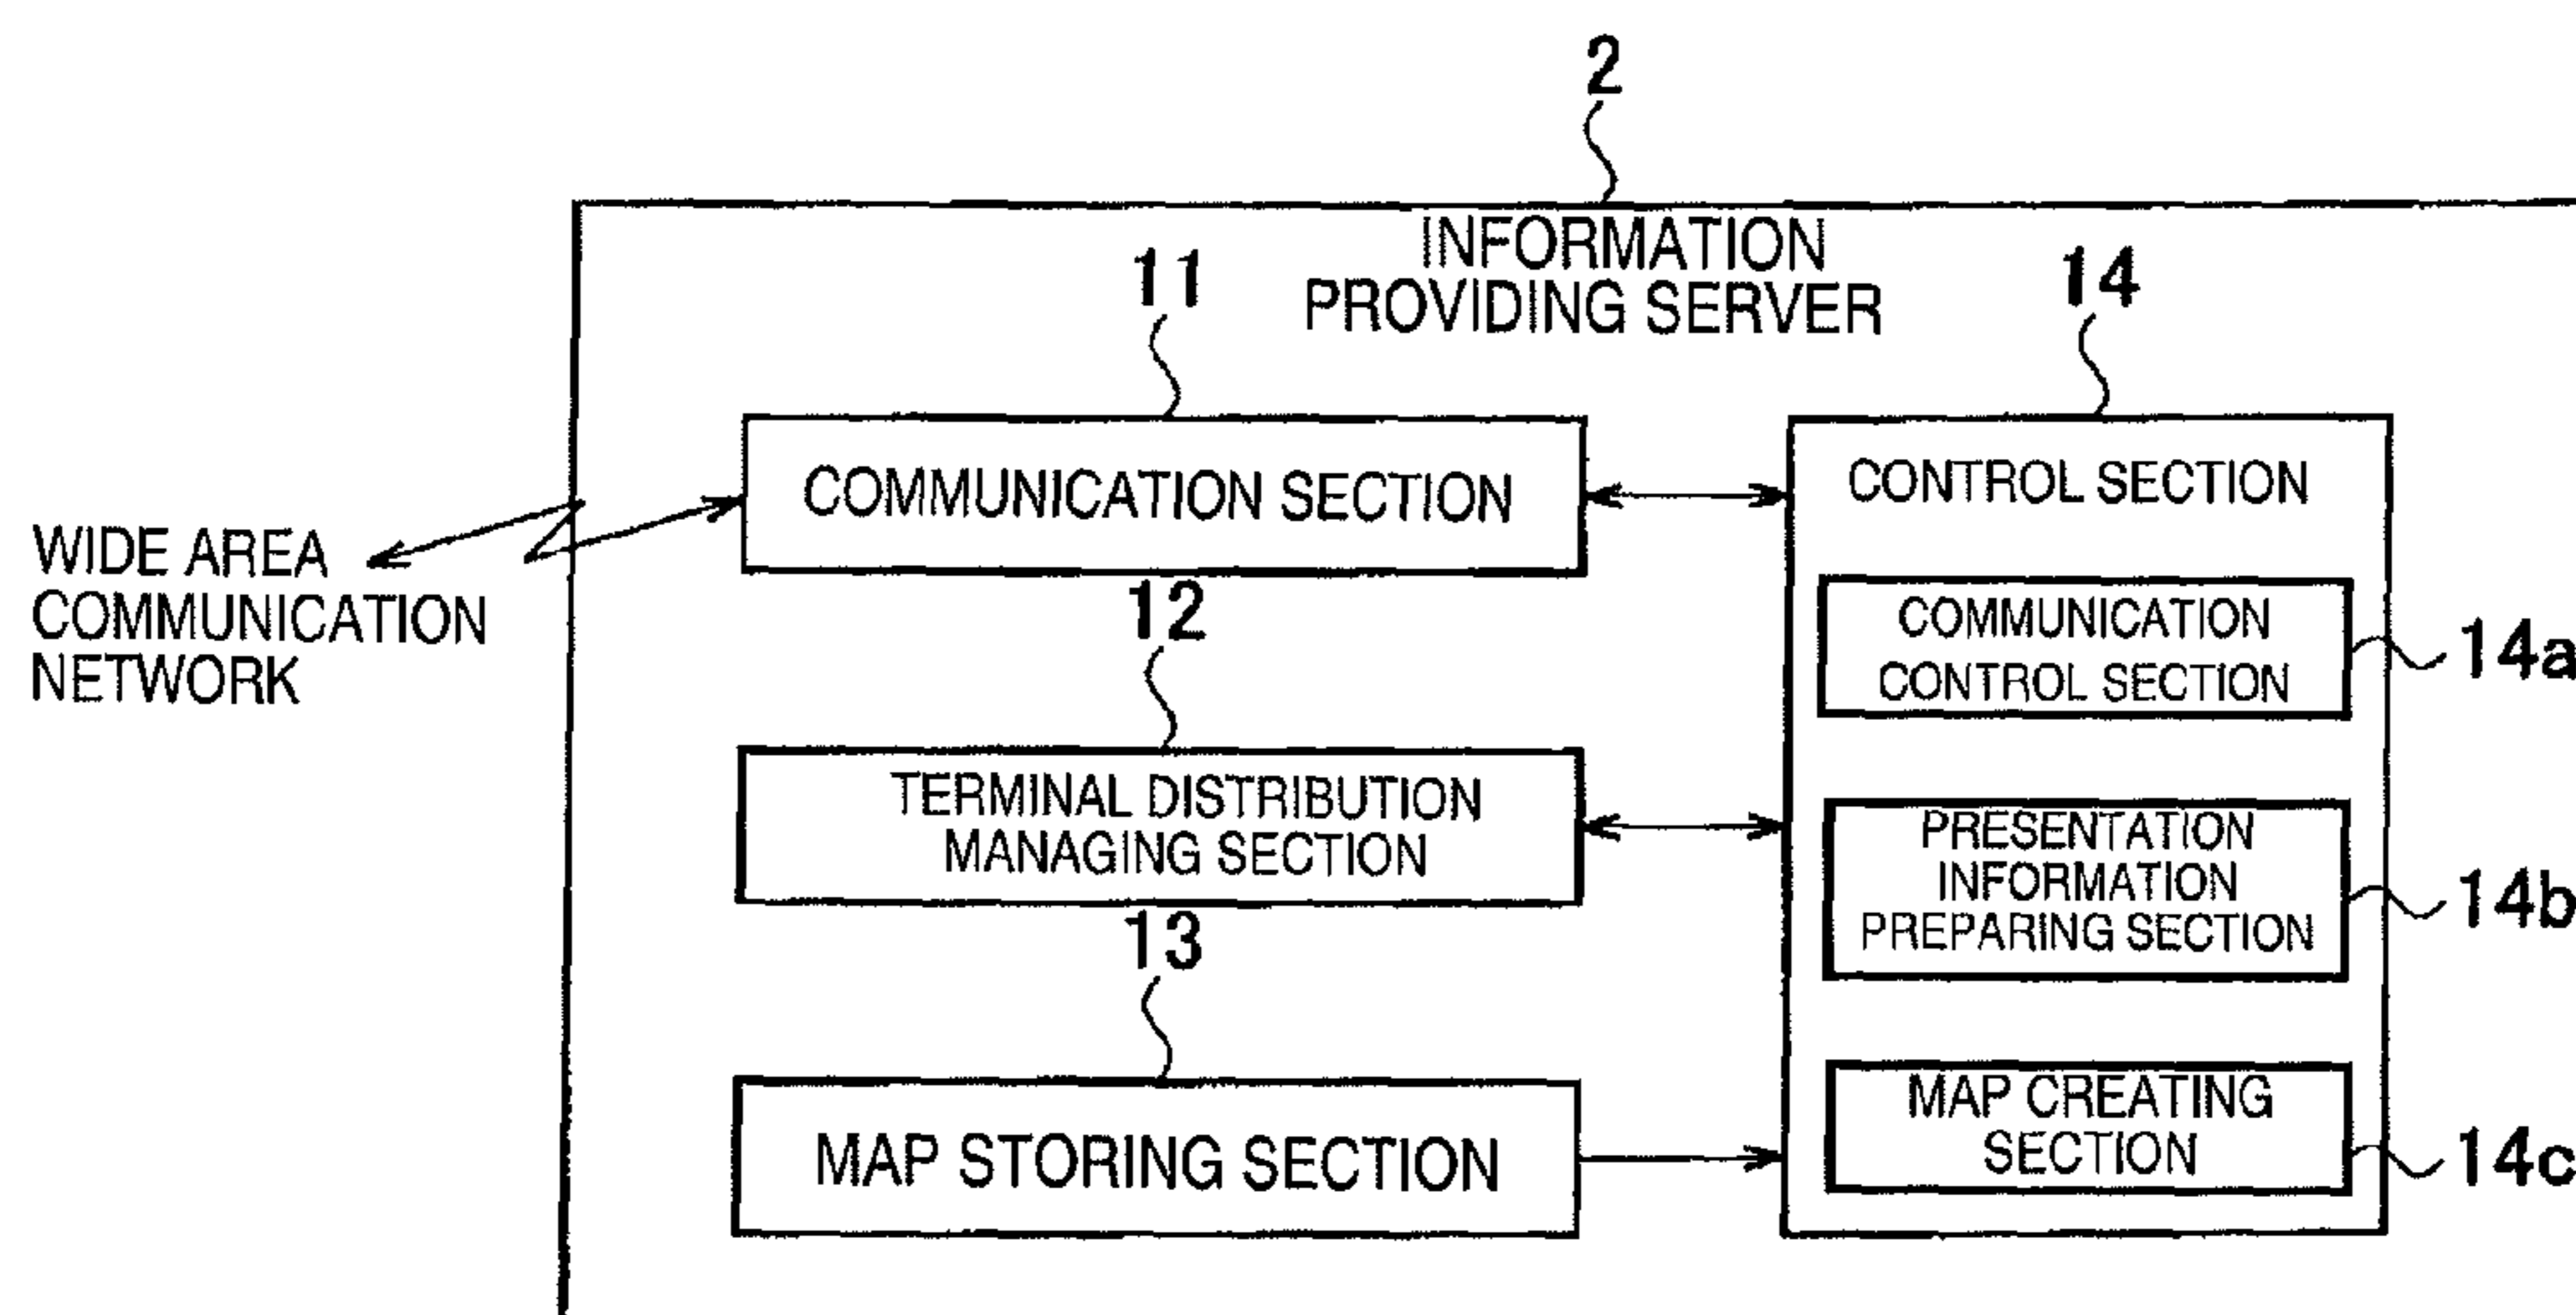 2
INFORMATION
PROVIDING SERVER
11
14
COMMUNICATION SECTION
CONTROL SECTION
WIDE AREA
COMMUNICATION
NETWORK
12
COMMUNICATION
CONTROL SECTION
14a
TERMINAL DISTRIBUTION
MANAGING SECTION
PRESENTATION
INFORMATION
PREPARING SECTION
14b
13
MAP STORING SECTION
MAP CREATING
SECTION
14c